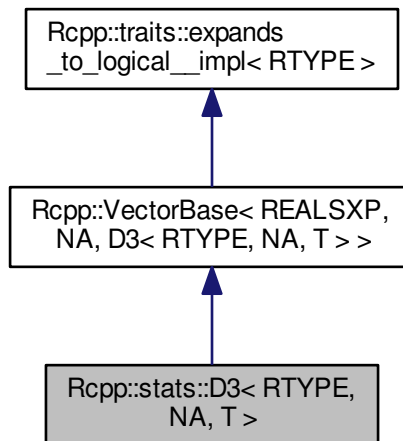 Rcpp::traits::expands
_to_logical__impl< RTYPE >
Rcpp::VectorBase< REALSXP,
NA, D3< RTYPE, NA, T > >
Rcpp::stats::D3< RTYPE,
NA, T >